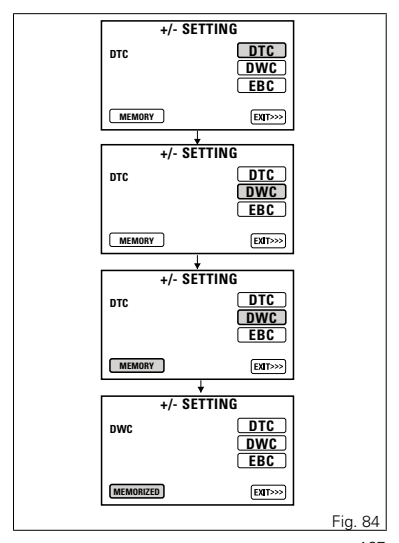 +/- SETTING
DTC
DTC
DWC
EBC
MEMORY
EXIT>>>
+/- SETTING
DTC
DTC
DWC
EBC
MEMORY
EXIT>>>
+/- SETTING
DTC
DTC
DWC
EBC
MEMORY
EXIT>>>
+/- SETTING
DWC
DTC
DWC
EBC
MEMORIZED
EXIT>>>
Fig. 84